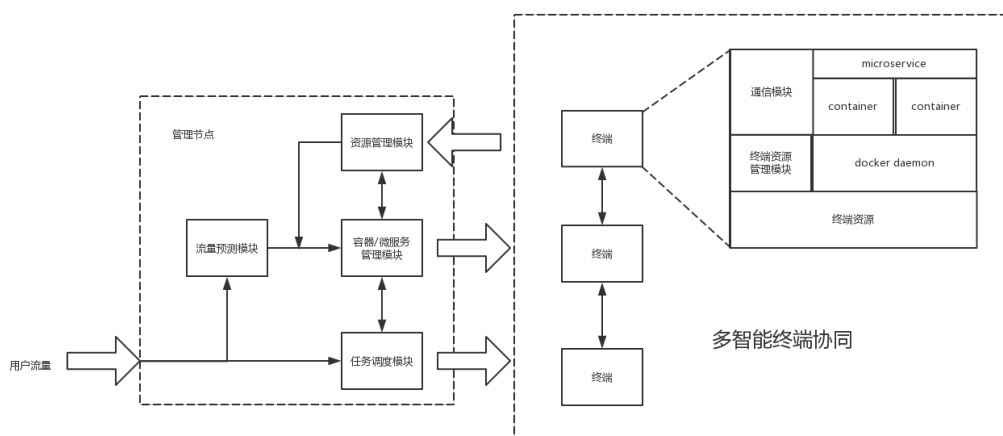 microservice
通信模块
container
container
终端
资源管理模块
管理节点
终端资源
管理模块
docker daemon
终端资源
流量预测模块
容器/微服务
管理模块
终端
多智能终端协同
用户流量
任务调度模块
终端